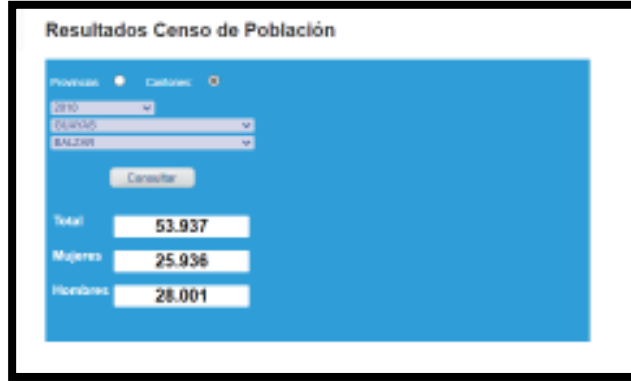 Resultados Censo de Población
Provincias Cantones
2010
GUAYAS
BALZAR
Consultar
Total 53.937
Mujeres 25.936
Hombres 28.001